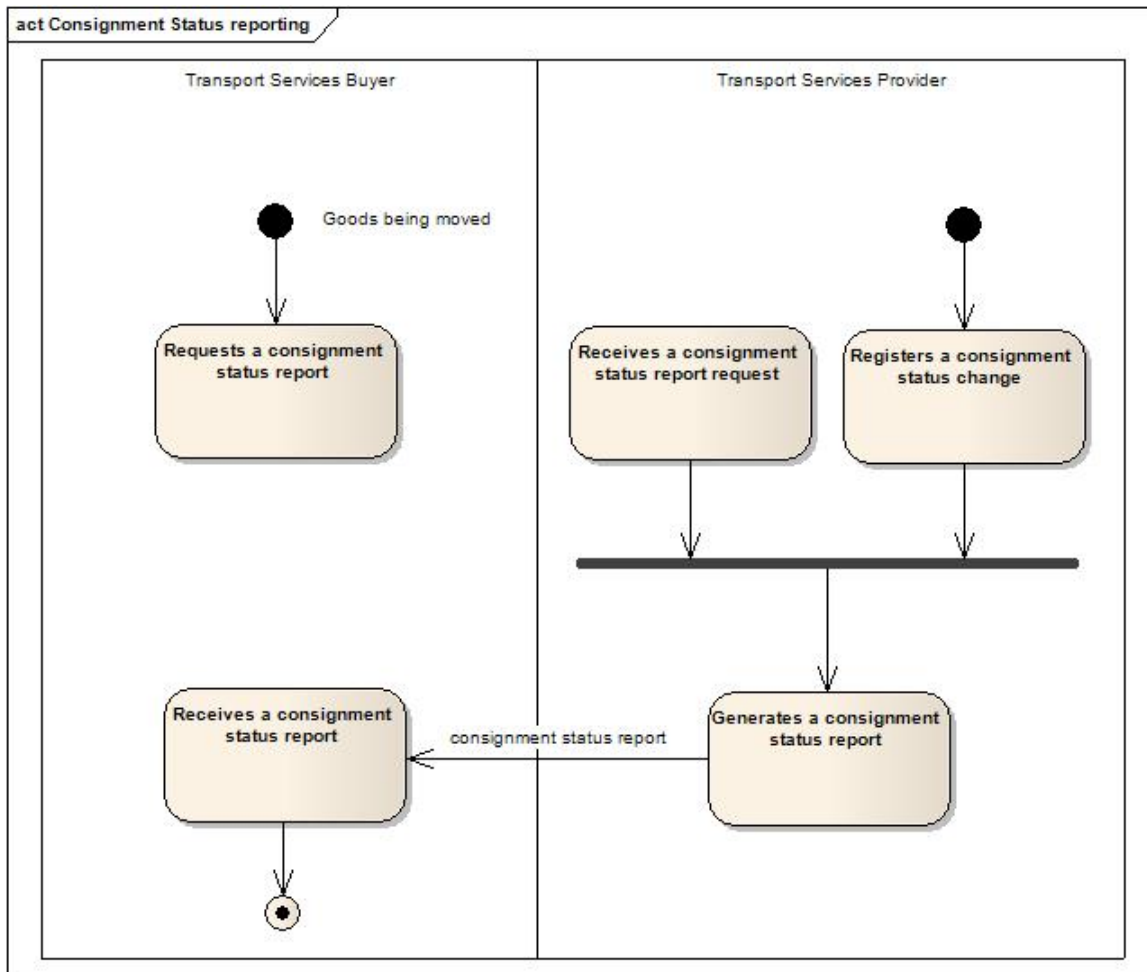 act Consignment Status reporting
Transport Services Buyer
Transport Services Provider
Goods being moved
Requests a consignment
status report
Receives a consignment
status report request
Registers a consignment
status change
Receives a consignment
status report
consignment status report
Generates a consignment
status report